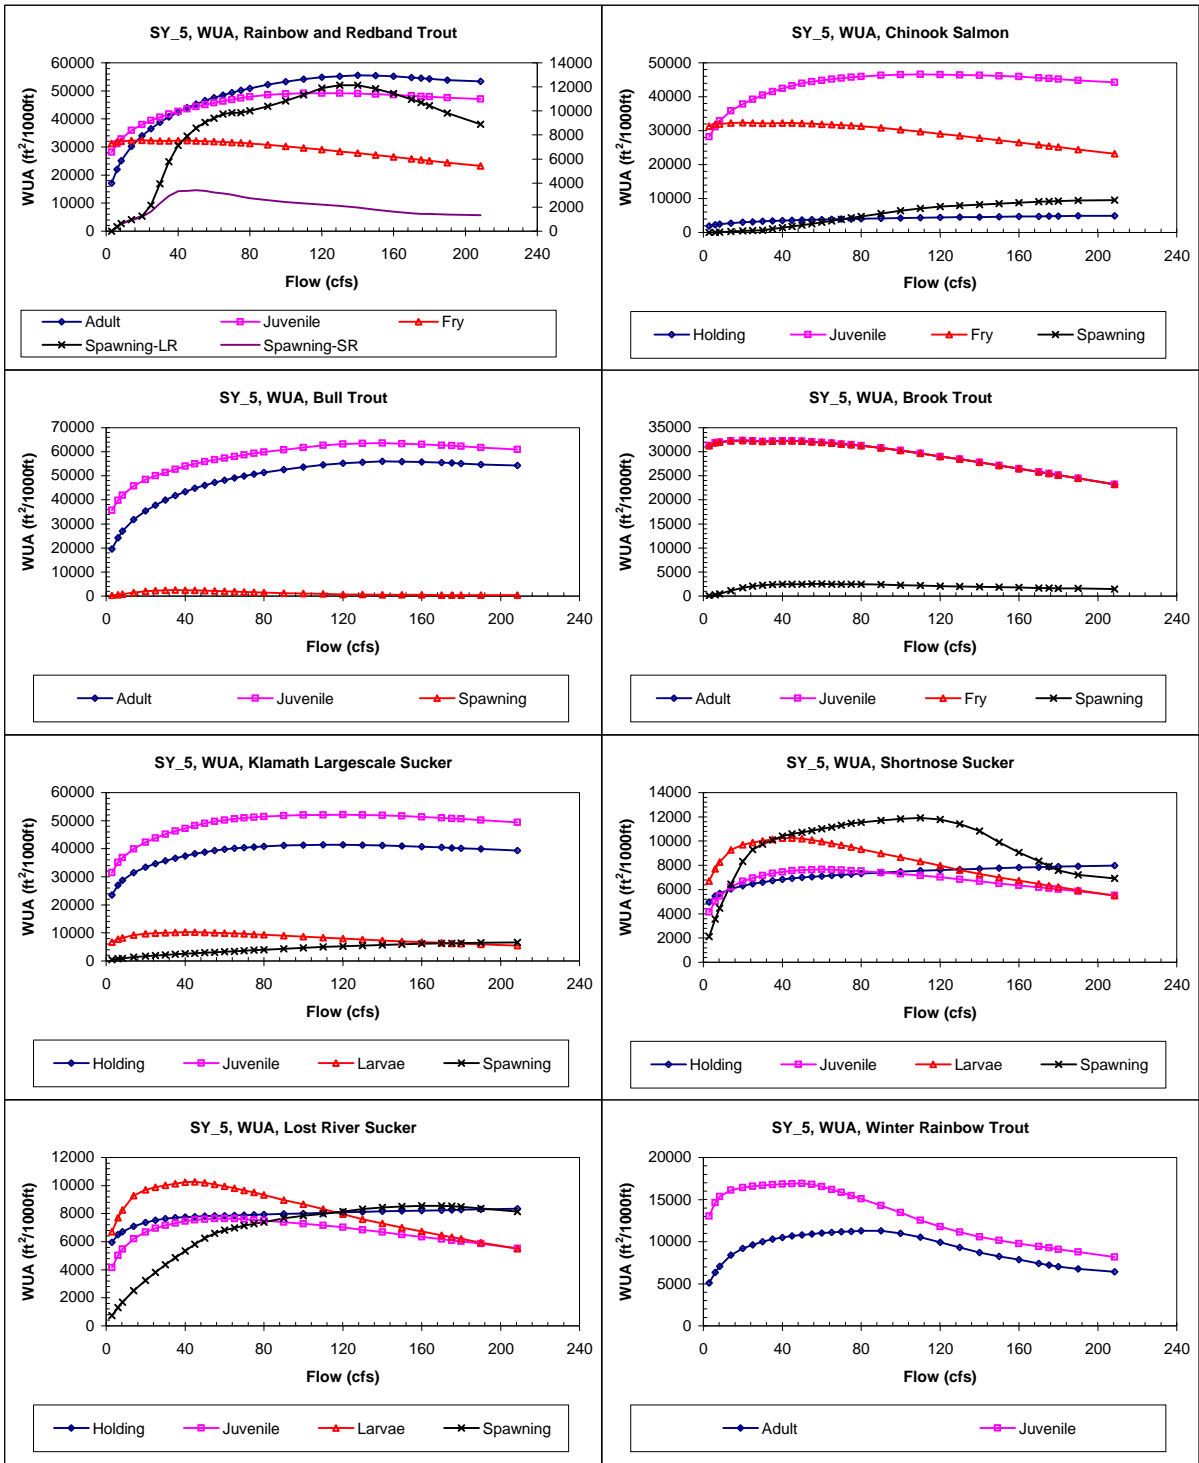 SY_5, WUA, Rainbow and Redband Trout
WUA (ft²/1000ft)
60000
50000
40000
30000
20000
10000
0
14000
12000
10000
8000
6000
4000
2000
0
0 40 80 120 160 200 240
Flow (cfs)
Adult Juvenile Fry
Spawning-LR Spawning-SR
SY_5, WUA, Chinook Salmon
WUA (ft²/1000ft)
50000
40000
30000
20000
10000
0
0 40 80 120 160 200 240
Flow (cfs)
Holding Juvenile Fry Spawning
SY_5, WUA, Bull Trout
WUA (ft²/1000ft)
70000
60000
50000
40000
30000
20000
10000
0
0 40 80 120 160 200 240
Flow (cfs)
Adult Juvenile Spawning
SY_5, WUA, Brook Trout
WUA (ft²/1000ft)
35000
30000
25000
20000
15000
10000
5000
0
0 40 80 120 160 200 240
Flow (cfs)
Adult Juvenile Fry Spawning
SY_5, WUA, Klamath Largescale Sucker
WUA (ft²/1000ft)
60000
50000
40000
30000
20000
10000
0
0 40 80 120 160 200 240
Flow (cfs)
Holding Juvenile Larvae Spawning
SY_5, WUA, Shortnose Sucker
WUA (ft²/1000ft)
14000
12000
10000
8000
6000
4000
2000
0
0 40 80 120 160 200 240
Flow (cfs)
Holding Juvenile Larvae Spawning
SY_5, WUA, Lost River Sucker
WUA (ft²/1000ft)
12000
10000
8000
6000
4000
2000
0
0 40 80 120 160 200 240
Flow (cfs)
Holding Juvenile Larvae Spawning
SY_5, WUA, Winter Rainbow Trout
WUA (ft²/1000ft)
20000
15000
10000
5000
0
0 40 80 120 160 200 240
Flow (cfs)
Adult Juvenile